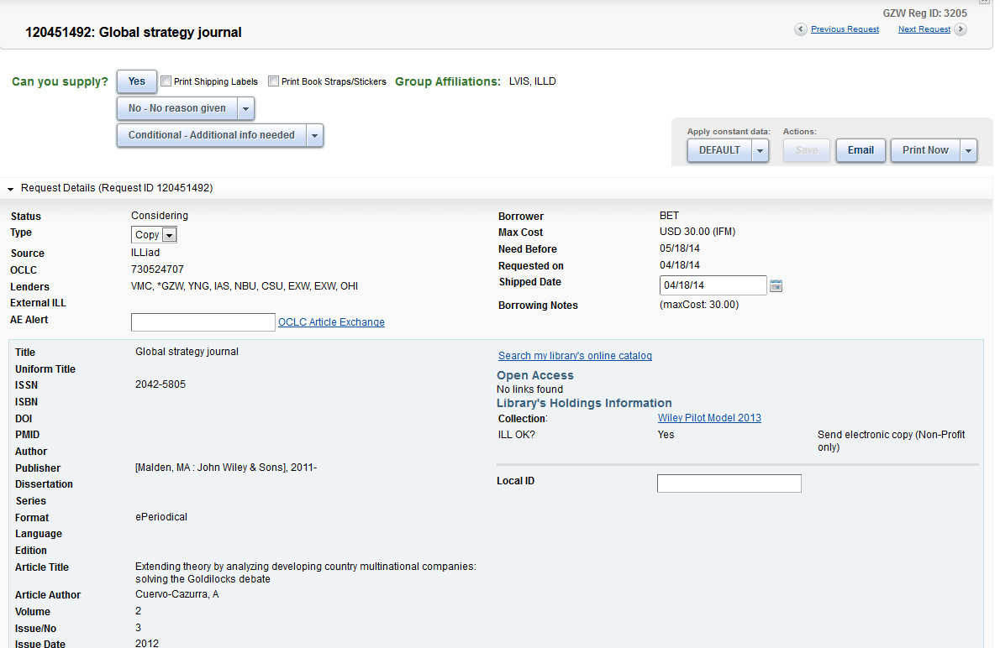 GZW Reg ID: 3205
120451492: Global strategy journal
Previous Request Next Request
Can you supply? Yes Print Shipping Labels Print Book Straps/Stickers Group Affiliations: LVIS, ILLD
No - No reason given
Conditional - Additional info needed
Apply constant data: Actions:
DEFAULT Save Email Print Now
Request Details (Request ID 120451492)
Status Considering Borrower BET
Type Copy Max Cost USD 30.00 (IFM)
Source ILLiad Need Before 05/18/14
OCLC 730524707 Requested on 04/18/14
Lenders VMC, *GZW, YNG, IAS, NBU, CSU, EXW, EXW, OHI Shipped Date 04/18/14
External ILL Borrowing Notes (maxCost: 30.00)
AE Alert OCLC Article Exchange
Title Global strategy journal Search my library's online catalog
Uniform Title Open Access
ISSN 2042-5805 No links found
ISBN Library's Holdings Information
DOI Collection: Wiley Pilot Model 2013
PMID ILL OK? Yes Send electronic copy (Non-Profit
only)
Author
Publisher [Malden, MA : John Wiley & Sons], 2011-
Dissertation Local ID
Series
Format ePeriodical
Language
Edition
Article Title Extending theory by analyzing developing country multinational companies:
solving the Goldilocks debate
Article Author Cuervo-Cazurra, A
Volume 2
Issue/No 3
Issue Date 2012